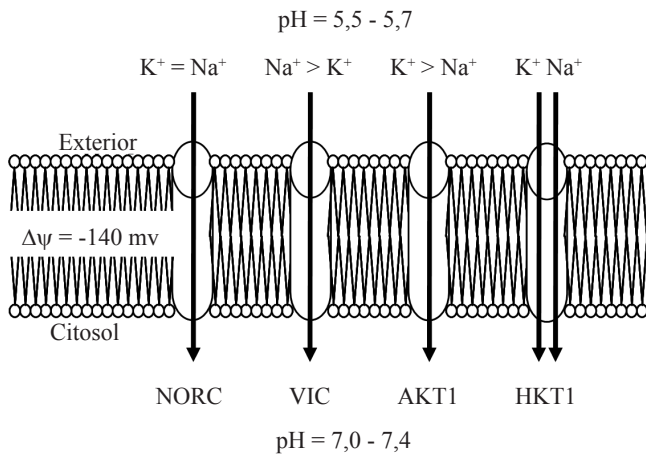 pH = 5,5 - 5,7
K⁺ = Na⁺ Na⁺ > K⁺ K⁺ > Na⁺ K⁺ Na⁺
Exterior
Δψ = -140 mv
Citosol
NORC VIC AKT1 HKT1
pH = 7,0 - 7,4